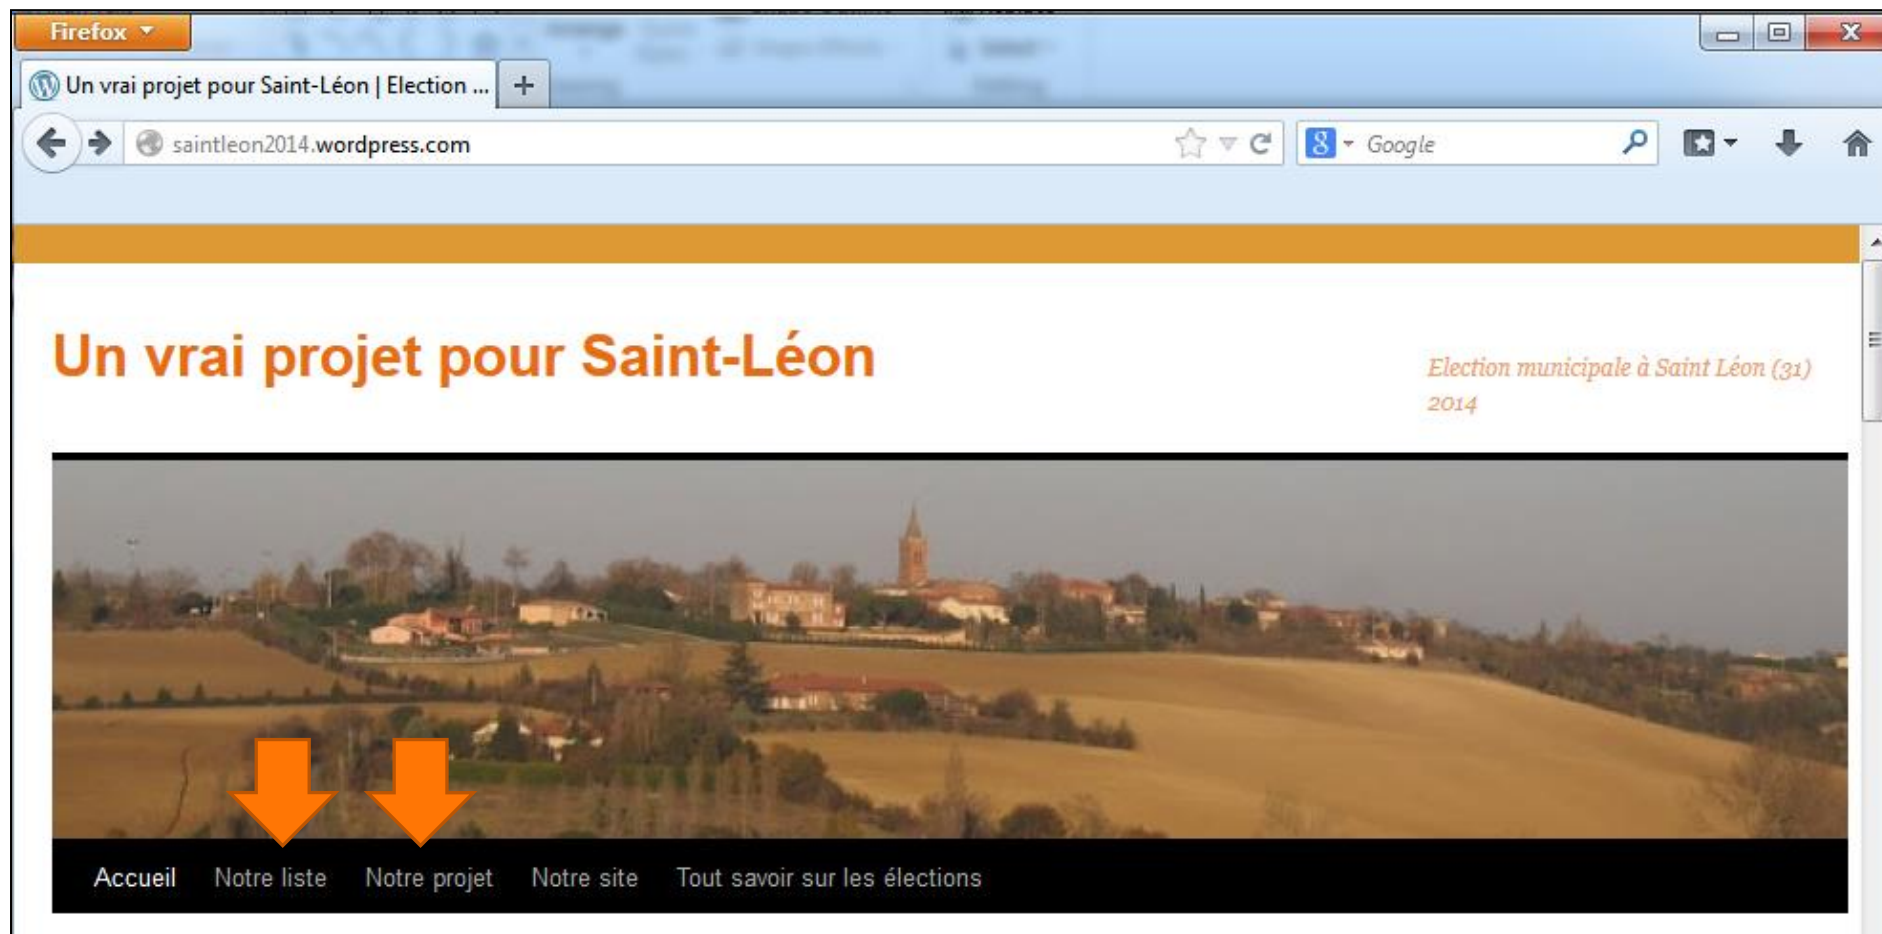 Firefox
Un vrai projet pour Saint-Léon | Election ...
saintleon2014.wordpress.com
Google
Un vrai projet pour Saint-Léon
Election municipale à Saint Léon (31)
2014
Accueil Notre liste Notre projet Notre site Tout savoir sur les élections